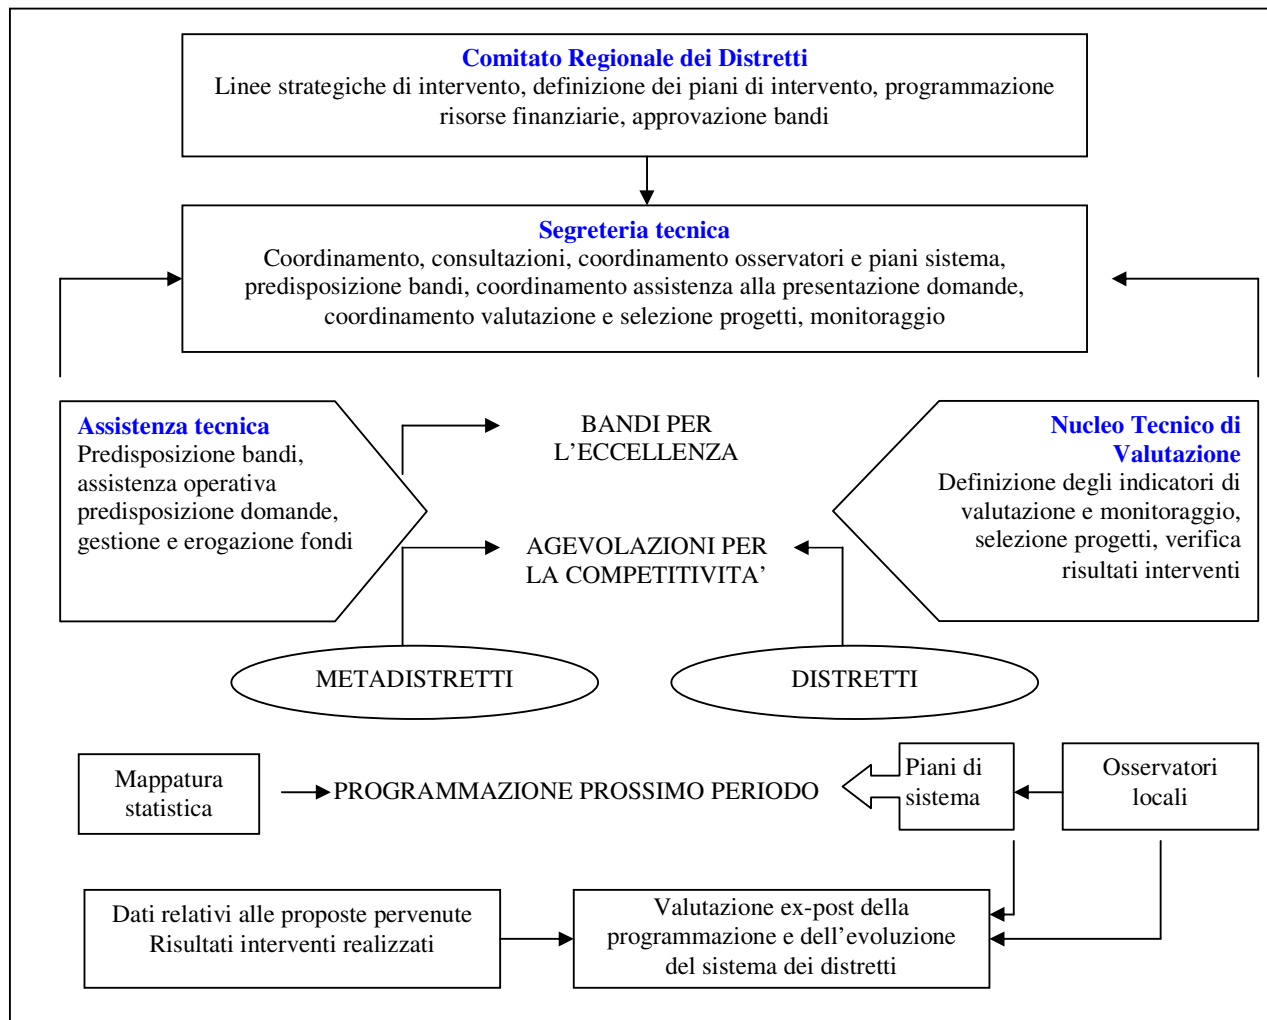 Comitato Regionale dei Distretti
Linee strategiche di intervento, definizione dei piani di intervento, programmazione
risorse finanziarie, approvazione bandi
Segreteria tecnica
Coordinamento, consultazioni, coordinamento osservatori e piani sistema,
predisposizione bandi, coordinamento assistenza alla presentazione domande,
coordinamento valutazione e selezione progetti, monitoraggio
Assistenza tecnica
Predisposizione bandi,
assistenza operativa
predisposizione domande,
gestione e erogazione fondi
BANDI PER
L'ECCELLENZA
AGEVOLAZIONI PER
LA COMPETITIVITA'
Nucleo Tecnico di
Valutazione
Definizione degli indicatori di
valutazione e monitoraggio,
selezione progetti, verifica
risultati interventi
METADISTRETTI
DISTRETTI
Mappatura
statistica
PROGRAMMAZIONE PROSSIMO PERIODO
Piani di
sistema
Osservatori
locali
Dati relativi alle proposte pervenute
Risultati interventi realizzati
Valutazione ex-post della
programmazione e dell'evoluzione
del sistema dei distretti